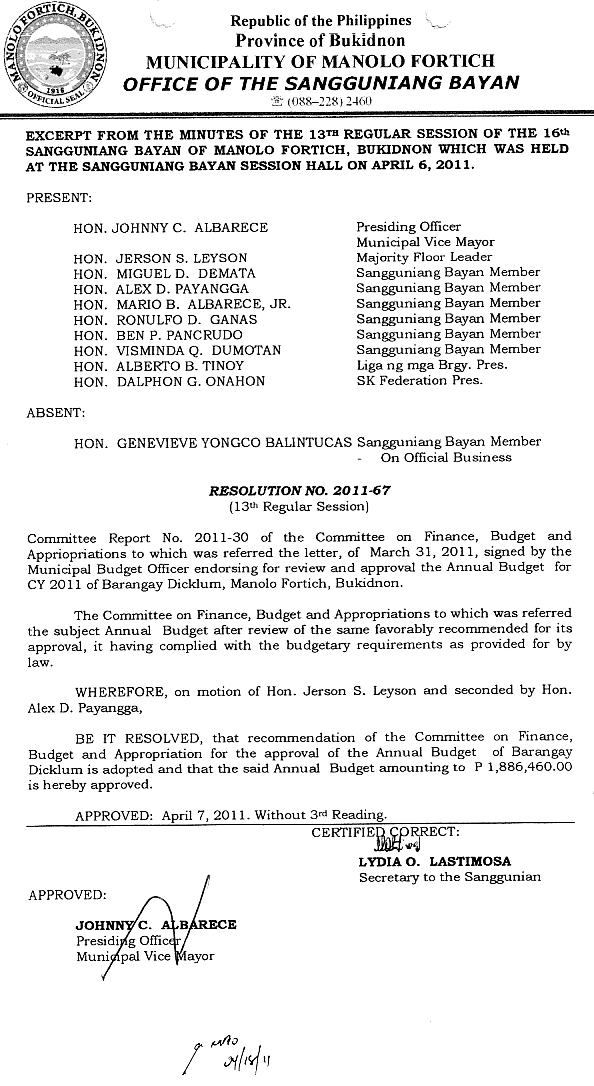 MANOLO FORTICH, BUKIDNON
1916
OFFICIAL SEAL
Republic of the Philippines
Province of Bukidnon
MUNICIPALITY OF MANOLO FORTICH
OFFICE OF THE SANGGUNIANG BAYAN
☏ (088–228) 2460
EXCERPT FROM THE MINUTES OF THE 13TH REGULAR SESSION OF THE 16th
SANGGUNIANG BAYAN OF MANOLO FORTICH, BUKIDNON WHICH WAS HELD
AT THE SANGGUNIANG BAYAN SESSION HALL ON APRIL 6, 2011.
PRESENT:
HON. JOHNNY C. ALBARECE Presiding Officer
Municipal Vice Mayor
HON. JERSON S. LEYSON Majority Floor Leader
HON. MIGUEL D. DEMATA Sangguniang Bayan Member
HON. ALEX D. PAYANGGA Sangguniang Bayan Member
HON. MARIO B. ALBARECE, JR. Sangguniang Bayan Member
HON. RONULFO D. GANAS Sangguniang Bayan Member
HON. BEN P. PANCRUDO Sangguniang Bayan Member
HON. VISMINDA Q. DUMOTAN Sangguniang Bayan Member
HON. ALBERTO B. TINOY Liga ng mga Brgy. Pres.
HON. DALPHON G. ONAHON SK Federation Pres.
ABSENT:
HON. GENEVIEVE YONGCO BALINTUCAS Sangguniang Bayan Member
- On Official Business
RESOLUTION NO. 2011-67
(13th Regular Session)
Committee Report No. 2011-30 of the Committee on Finance, Budget and
Appriopriations to which was referred the letter, of March 31, 2011, signed by the
Municipal Budget Officer endorsing for review and approval the Annual Budget for
CY 2011 of Barangay Dicklum, Manolo Fortich, Bukidnon.
The Committee on Finance, Budget and Appropriations to which was referred
the subject Annual Budget after review of the same favorably recommended for its
approval, it having complied with the budgetary requirements as provided for by
law.
WHEREFORE, on motion of Hon. Jerson S. Leyson and seconded by Hon.
Alex D. Payangga,
BE IT RESOLVED, that recommendation of the Committee on Finance,
Budget and Appropriation for the approval of the Annual Budget of Barangay
Dicklum is adopted and that the said Annual Budget amounting to P 1,886,460.00
is hereby approved.
APPROVED: April 7, 2011. Without 3rd Reading.
CERTIFIED CORRECT:
LYDIA O. LASTIMOSA
Secretary to the Sanggunian
APPROVED:
JOHNNY C. ALBARECE
Presiding Officer
Municipal Vice Mayor
04/18/11